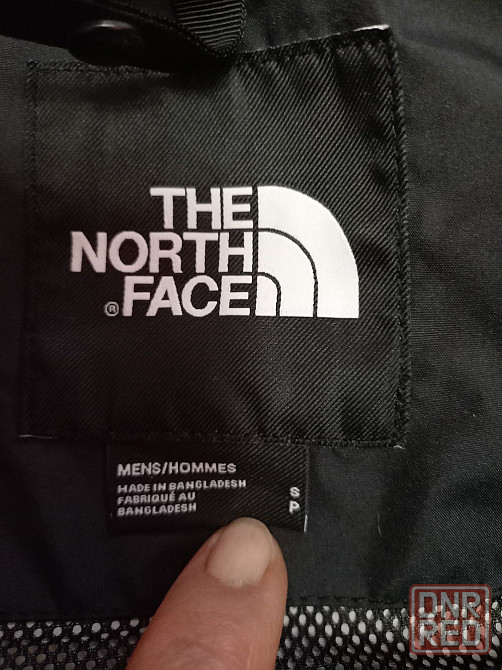 THE
NORTH
® FACE
MENS/HOMMES
MADE IN BANGLADESH
FABRIQUÉ AU
BANGLADESH
S
P
DNR
RED